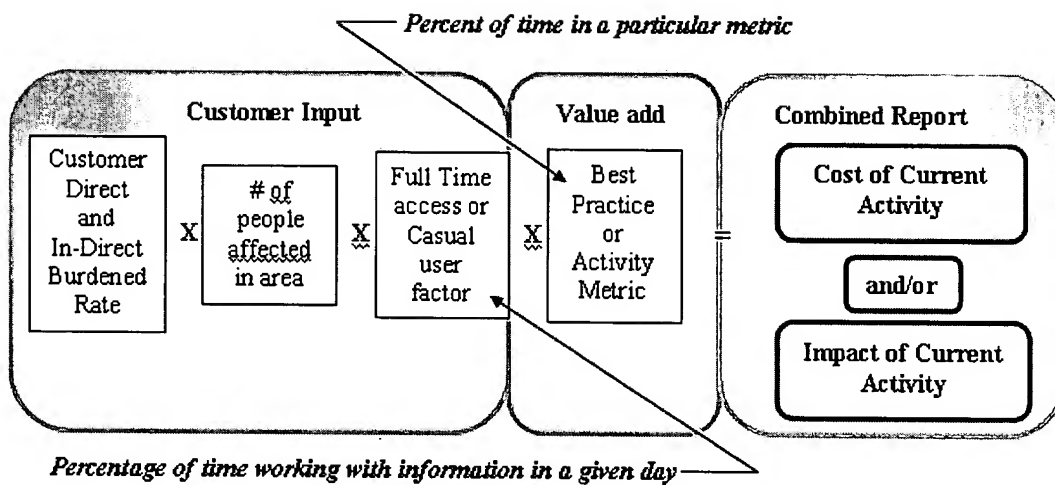 Percent of time in a particular metric
Customer Input
Customer
Direct
and
In-Direct
Burdened
Rate
X
# of
people
affected
in area
X
Full Time
access or
Casual
user
factor
Value add
X
Best
Practice
or
Activity
Metric
=
Combined Report
Cost of Current
Activity
and/or
Impact of Current
Activity
Percentage of time working with information in a given day